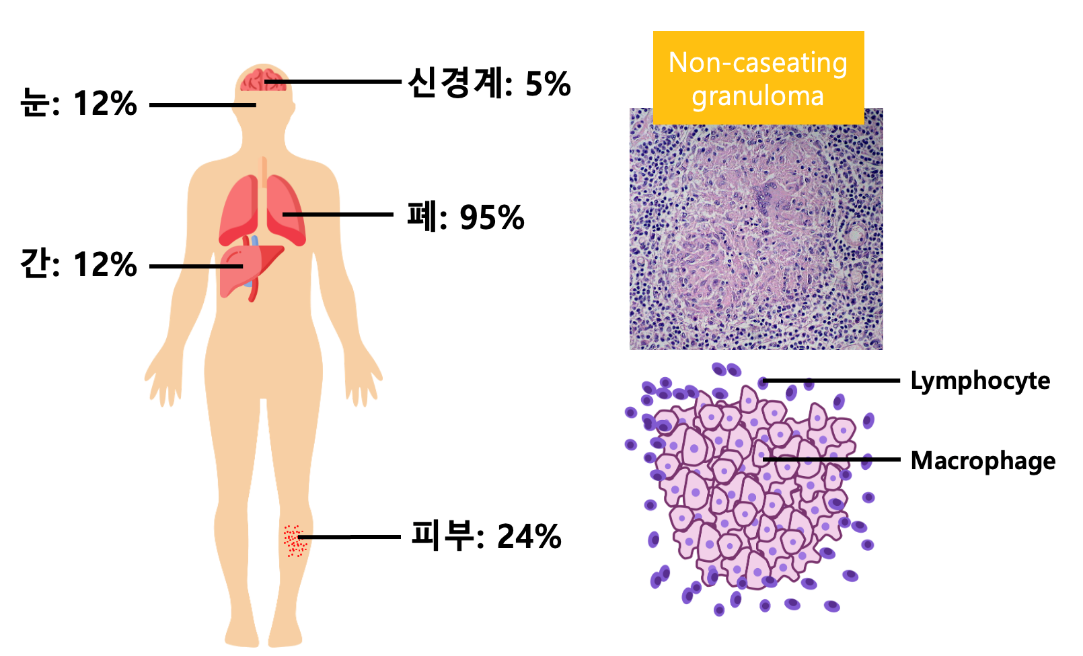 눈: 12%
신경계: 5%
폐: 95%
간: 12%
피부: 24%
Non-caseating
granuloma
Lymphocyte
Macrophage